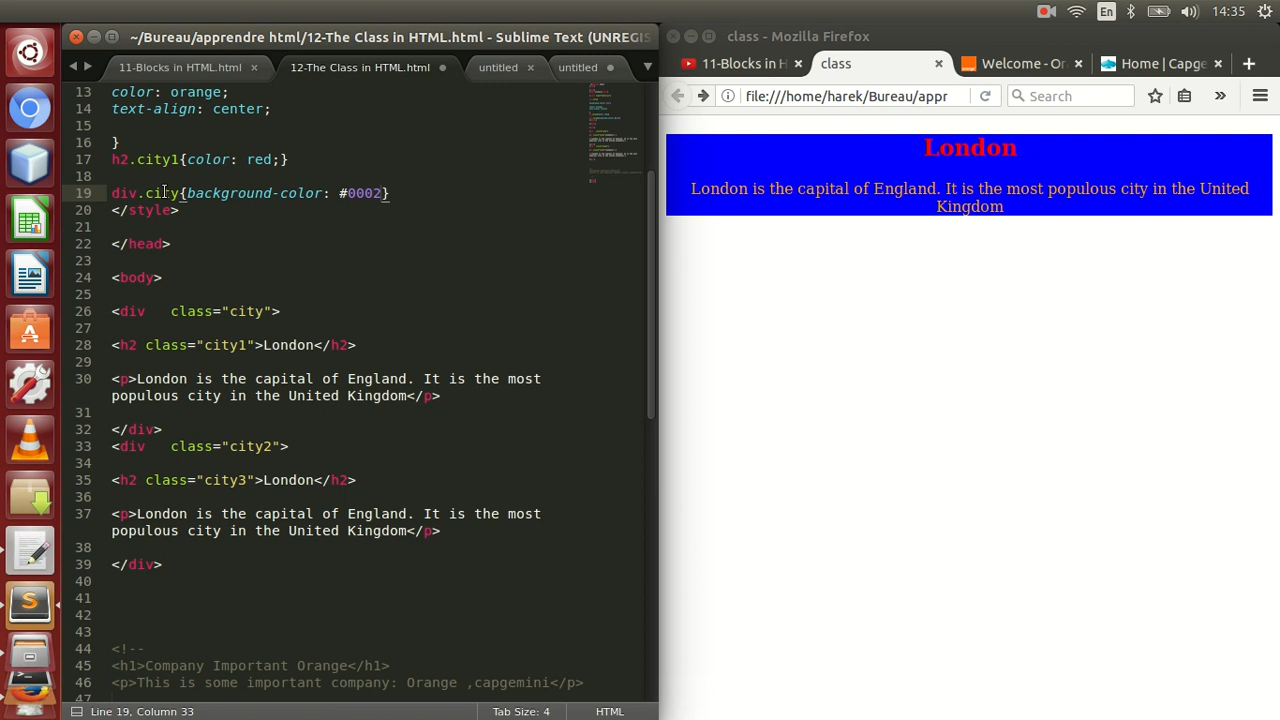 En
14:35
~/Bureau/apprendre html/12-The Class in HTML.html - Sublime Text (UNREGIS
11-Blocks in HTML.html
12-The Class in HTML.html
untitled
untitled
13 color: orange;
14 text-align: center;
15
16 }
17 h2.city1{color: red;}
18
19 div.city{background-color: #0002}
20 </style>
21
22 </head>
23
24 <body>
25
26 <div   class="city">
27
28 <h2 class="city1">London</h2>
29
30 <p>London is the capital of England. It is the most
populous city in the United Kingdom</p>
31
32 </div>
33 <div   class="city2">
34
35 <h2 class="city3">London</h2>
36
37 <p>London is the capital of England. It is the most
populous city in the United Kingdom</p>
38
39 </div>
40
41
42
43
44 <!--
45 <h1>Company Important Orange</h1>
46 <p>This is some important company: Orange ,capgemini</p>
47
Line 19, Column 33
Tab Size: 4
HTML
class - Mozilla Firefox
11-Blocks in H
class
Welcome - Or
Home | Capge
file:///home/harek/Bureau/appr
Search
London
London is the capital of England. It is the most populous city in the United
Kingdom